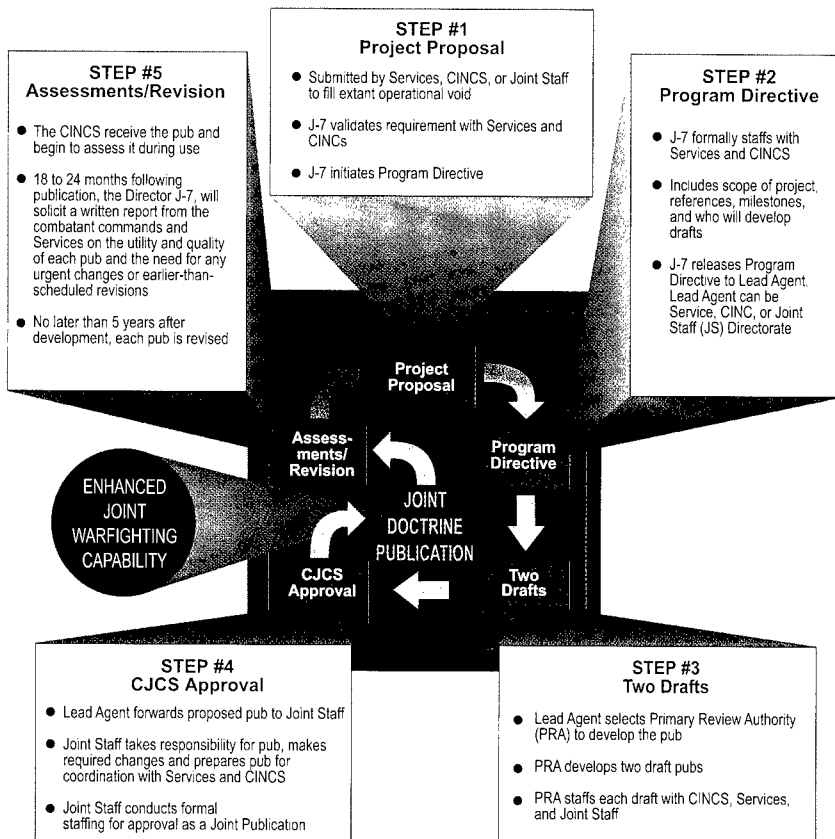 STEP #1
Project Proposal
● Submitted by Services, CINCS, or Joint Staff
to fill extant operational void
● J-7 validates requirement with Services and
CINCs
● J-7 initiates Program Directive
STEP #2
Program Directive
● J-7 formally staffs with
Services and CINCS
● Includes scope of project,
references, milestones,
and who will develop
drafts
● J-7 releases Program
Directive to Lead Agent.
Lead Agent can be
Service, CINC, or Joint
Staff (JS) Directorate
STEP #3
Two Drafts
● Lead Agent selects Primary Review Authority
(PRA) to develop the pub
● PRA develops two draft pubs
● PRA staffs each draft with CINCS, Services,
and Joint Staff
STEP #4
CJCS Approval
● Lead Agent forwards proposed pub to Joint Staff
● Joint Staff takes responsibility for pub, makes
required changes and prepares pub for
coordination with Services and CINCS
● Joint Staff conducts formal
staffing for approval as a Joint Publication
STEP #5
Assessments/Revision
● The CINCS receive the pub and
begin to assess it during use
● 18 to 24 months following
publication, the Director J-7, will
solicit a written report from the
combatant commands and
Services on the utility and quality
of each pub and the need for any
urgent changes or earlier-than-
scheduled revisions
● No later than 5 years after
development, each pub is revised
Project
Proposal
Program
Directive
Two
Drafts
CJCS
Approval
Assess-
ments/
Revision
JOINT
DOCTRINE
PUBLICATION
ENHANCED
JOINT
WARFIGHTING
CAPABILITY